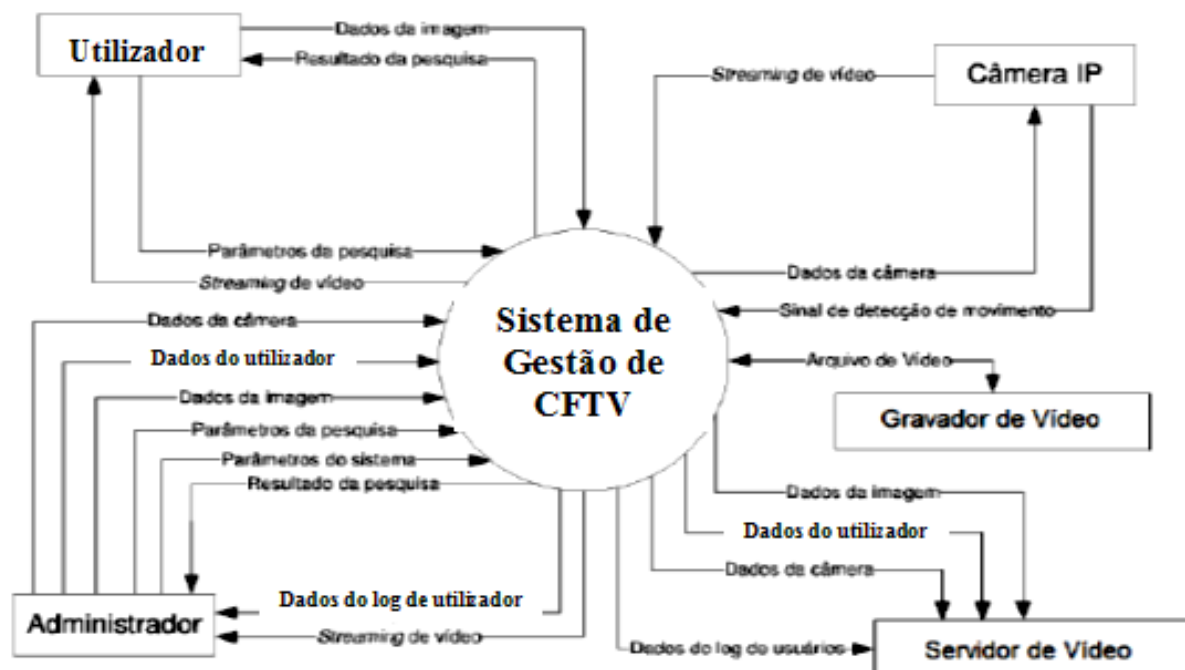 Dados da imagem
Utilizador
Resultado da pesquisa
Streaming de vídeo
Câmera IP
Parâmetros da pesquisa
Streaming de vídeo
Dados da câmera
Sinal de detecção de movimento
Dados da câmera
Dados do utilizador
Dados da Imagem
Parâmetros da pesquisa
Parâmetros do sistema
Resultado da pesquisa
Sistema de
Gestão de
CFTV
Arquivo de Vídeo
Gravador de Vídeo
Dados da imagem
Dados do utilizador
Dados da câmera
Dados do log de utilizador
Administrador
Streaming de vídeo
Dados do log de usuários
Servidor de Vídeo